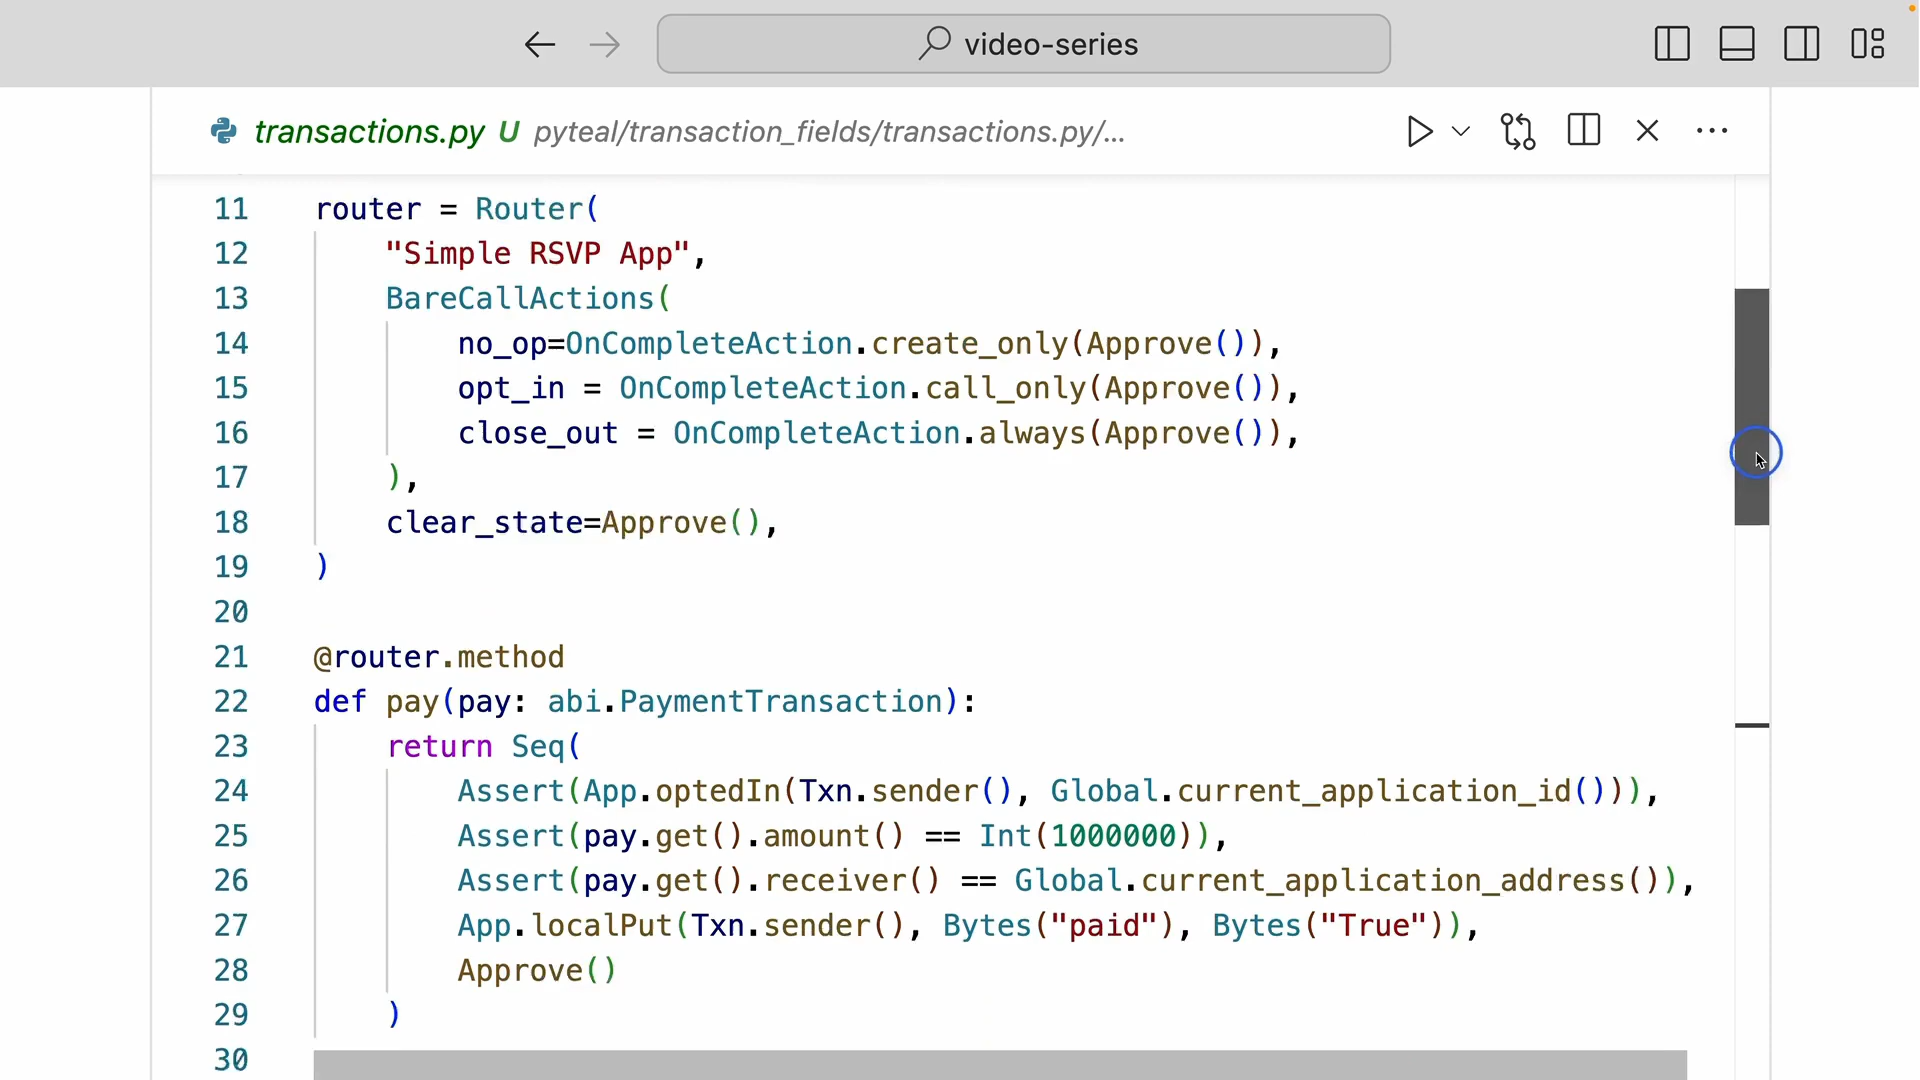 video-series
transactions.py U pyteal/transaction_fields/transactions.py/...
11 router = Router(
12 "Simple RSVP App",
13 BareCallActions(
14 no_op=OnCompleteAction.create_only(Approve()),
15 opt_in = OnCompleteAction.call_only(Approve()),
16 close_out = OnCompleteAction.always(Approve()),
17 ),
18 clear_state=Approve(),
19 )
20
21 @router.method
22 def pay(pay: abi.PaymentTransaction):
23 return Seq(
24 Assert(App.optedIn(Txn.sender(), Global.current_application_id())),
25 Assert(pay.get().amount() == Int(1000000)),
26 Assert(pay.get().receiver() == Global.current_application_address()),
27 App.localPut(Txn.sender(), Bytes("paid"), Bytes("True")),
28 Approve()
29 )
30